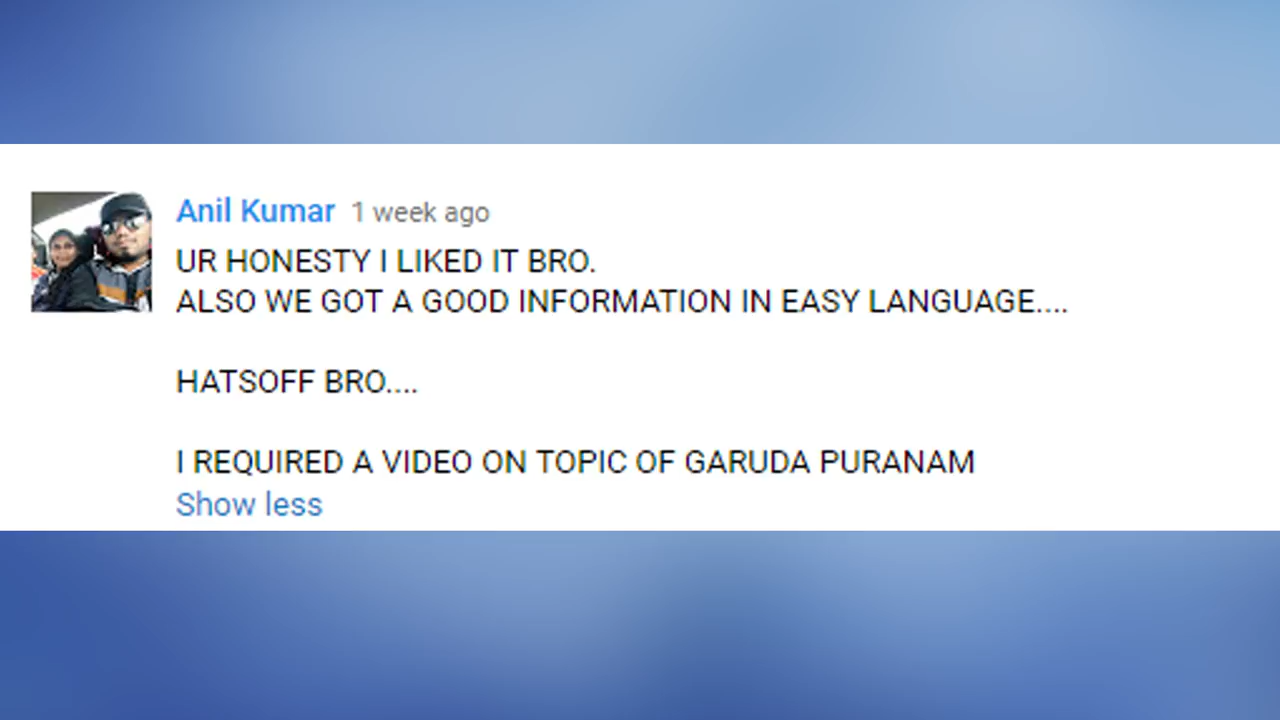 Anil Kumar 1 week ago
UR HONESTY I LIKED IT BRO.
ALSO WE GOT A GOOD INFORMATION IN EASY LANGUAGE....
HATSOFF BRO....
I REQUIRED A VIDEO ON TOPIC OF GARUDA PURANAM
Show less